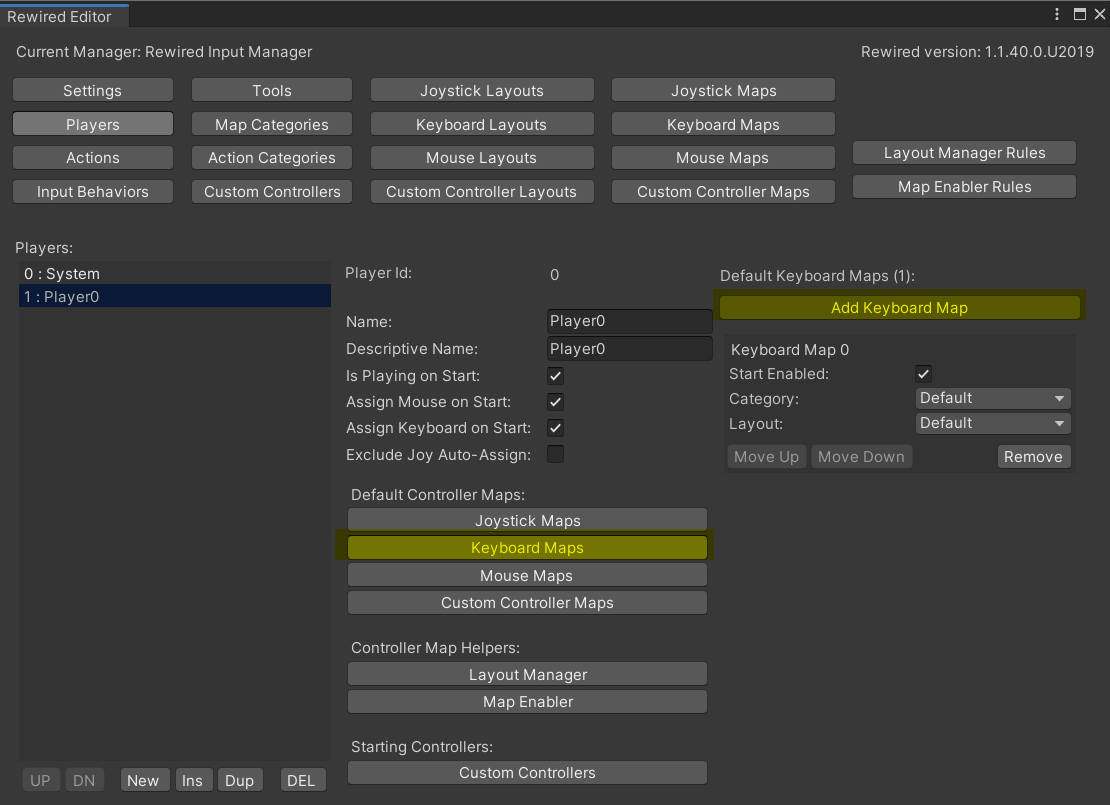 Rewired Editor
Current Manager: Rewired Input Manager
Rewired version: 1.1.40.0.U2019
Settings Tools Joystick Layouts Joystick Maps
Players Map Categories Keyboard Layouts Keyboard Maps
Layout Manager Rules
Actions Action Categories Mouse Layouts Mouse Maps
Map Enabler Rules
Input Behaviors Custom Controllers Custom Controller Layouts Custom Controller Maps
Players:
0 : System
1 : Player0
UP DN New Ins Dup DEL
Player Id: 0
Name: Player0
Descriptive Name: Player0
Is Playing on Start:
Assign Mouse on Start:
Assign Keyboard on Start:
Exclude Joy Auto-Assign:
Default Controller Maps:
Joystick Maps
Keyboard Maps
Mouse Maps
Custom Controller Maps
Controller Map Helpers:
Layout Manager
Map Enabler
Starting Controllers:
Custom Controllers
Default Keyboard Maps (1):
Add Keyboard Map
Keyboard Map 0
Start Enabled:
Category: Default
Layout: Default
Move Up Move Down Remove